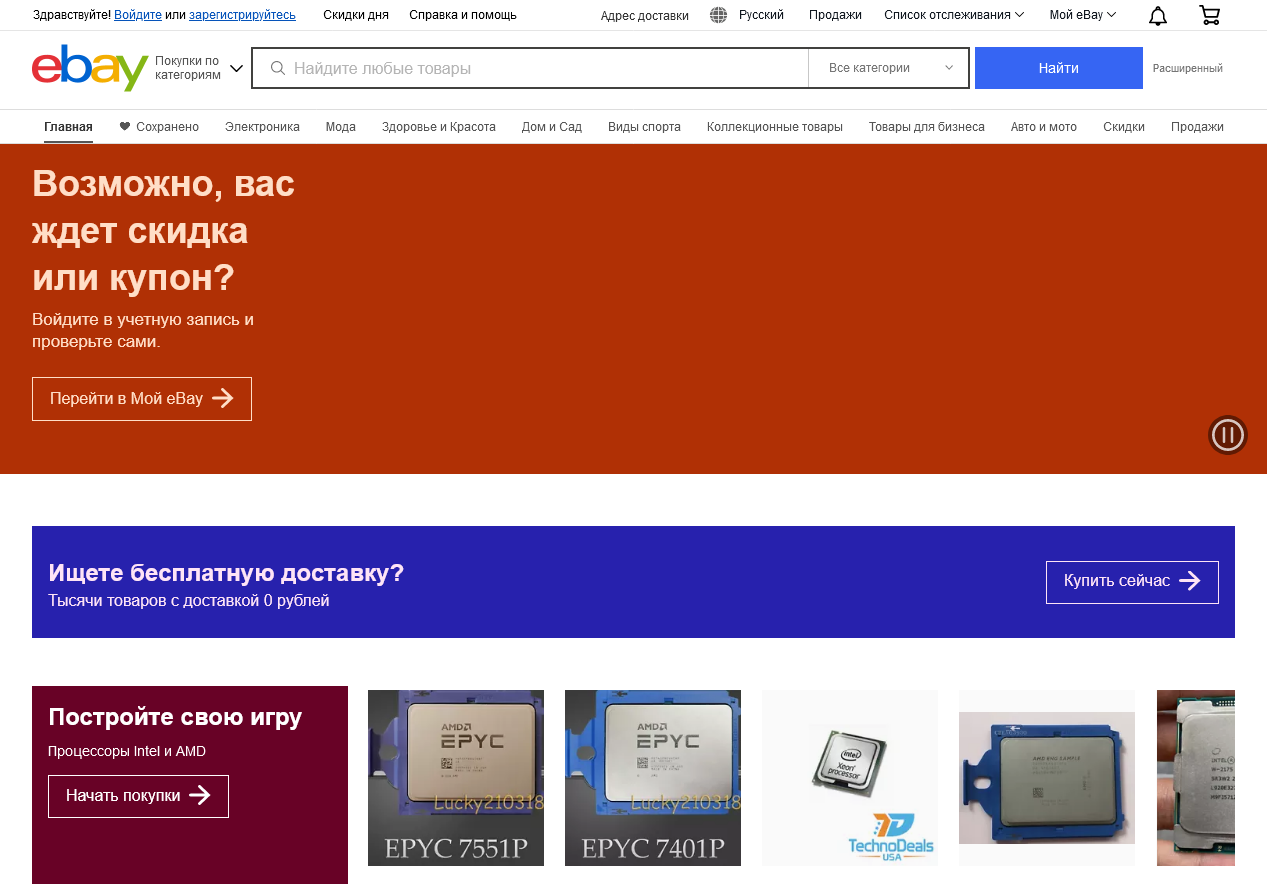 Здравствуйте! Войдите или зарегистрируйтесь
Скидки дня
Справка и помощь
Адрес доставки
Русский
Продажи
Список отслеживания
Мой eBay
ebay
Покупки по
категориям
Найдите любые товары
Все категории
Найти
Расширенный
Главная
Сохранено
Электроника
Мода
Здоровье и Красота
Дом и Сад
Виды спорта
Коллекционные товары
Товары для бизнеса
Авто и мото
Скидки
Продажи
Возможно, вас
ждет скидка
или купон?
Войдите в учетную запись и
проверьте сами.
Перейти в Мой eBay
Ищете бесплатную доставку?
Тысячи товаров с доставкой 0 рублей
Купить сейчас
Постройте свою игру
Процессоры Intel и AMD
Начать покупки
AMD
EPYC
Lucky210318
EPYC 7551P
AMD
EPYC
Lucky210318
EPYC 7401P
intel
Xeon
processor
TechnoDeals
USA
AMD ENG SAMPLE
INTEL
W-2175